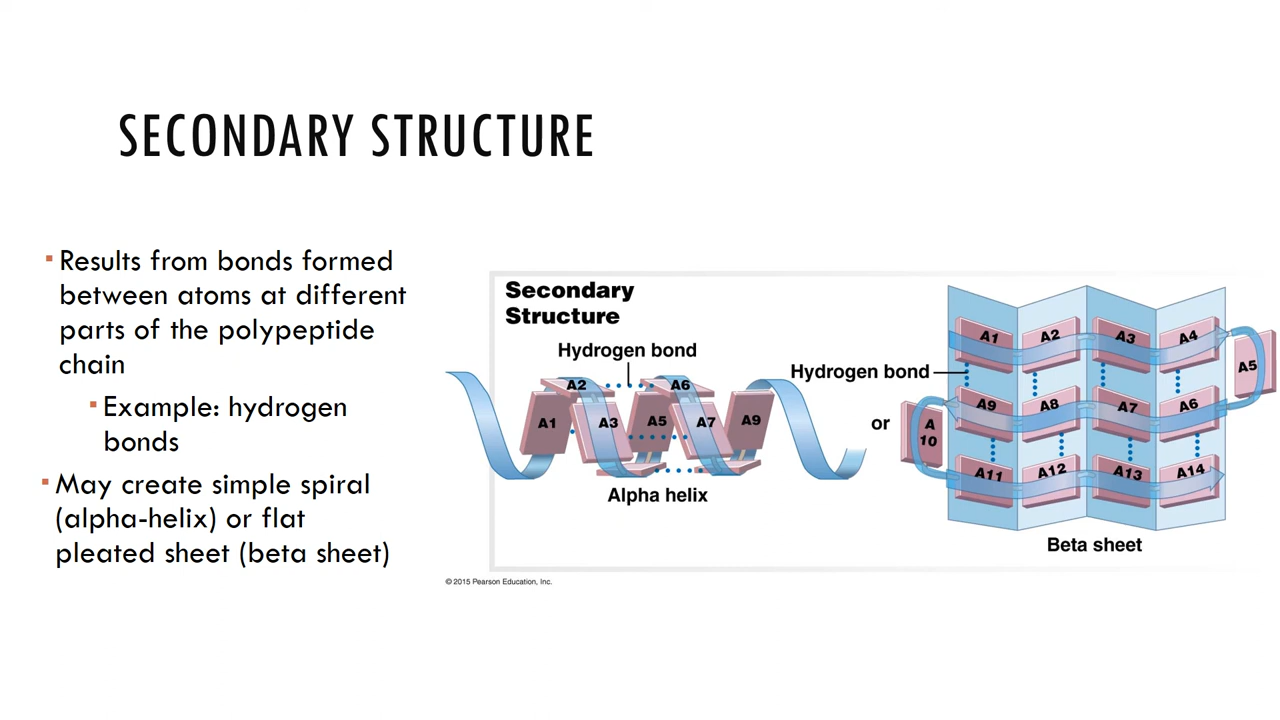 SECONDARY STRUCTURE
Results from bonds formed
between atoms at different
parts of the polypeptide
chain
Example: hydrogen
bonds
May create simple spiral
(alpha-helix) or flat
pleated sheet (beta sheet)
Secondary
Structure
Hydrogen bond
A2 A6
A1 A3 A5 A7 A9
Alpha helix
or
Hydrogen bond
A1 A2 A3 A4
A5
A9 A8 A7 A6
A
10
A11 A12 A13 A14
Beta sheet
© 2015 Pearson Education, Inc.